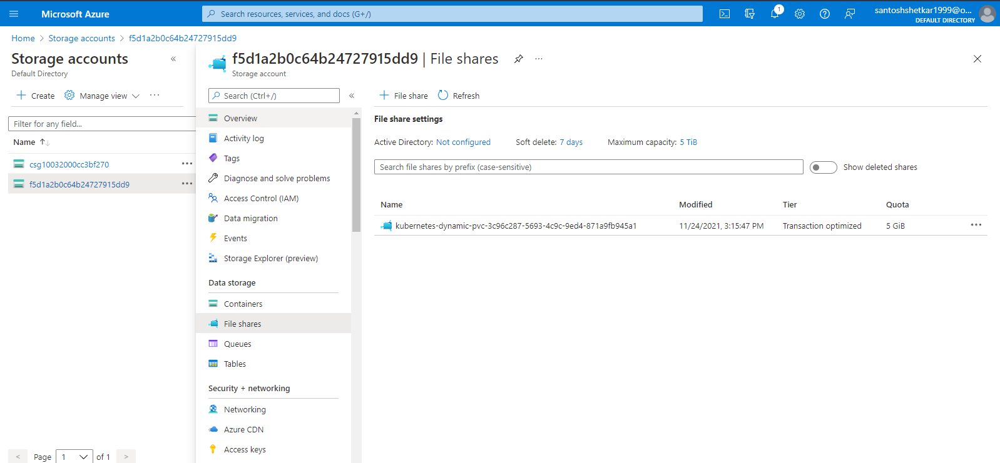 Microsoft Azure
Search resources, services, and docs (G+/)
1
santoshshetkar1999@o...
DEFAULT DIRECTORY
Home > Storage accounts > f5d1a2b0c64b24727915dd9
Storage accounts
«
Default Directory
+ Create
Manage view
...
Filter for any field...
Name ↑↓
csg10032000cc3bf270
...
f5d1a2b0c64b24727915dd9
...
< Page 1 of 1 >
f5d1a2b0c64b24727915dd9 | File shares
...
Storage account
Search (Ctrl+/)
«
Overview
Activity log
Tags
Diagnose and solve problems
Access Control (IAM)
Data migration
Events
Storage Explorer (preview)
Data storage
Containers
File shares
Queues
Tables
Security + networking
Networking
Azure CDN
Access keys
+ File share
Refresh
File share settings
Active Directory: Not configured
Soft delete: 7 days
Maximum capacity: 5 TiB
Search file shares by prefix (case-sensitive)
Show deleted shares
Name Modified Tier Quota
kubernetes-dynamic-pvc-3c96c287-5693-4c9c-9ed4-871a9fb945a1 11/24/2021, 3:15:47 PM Transaction optimized 5 GiB ...